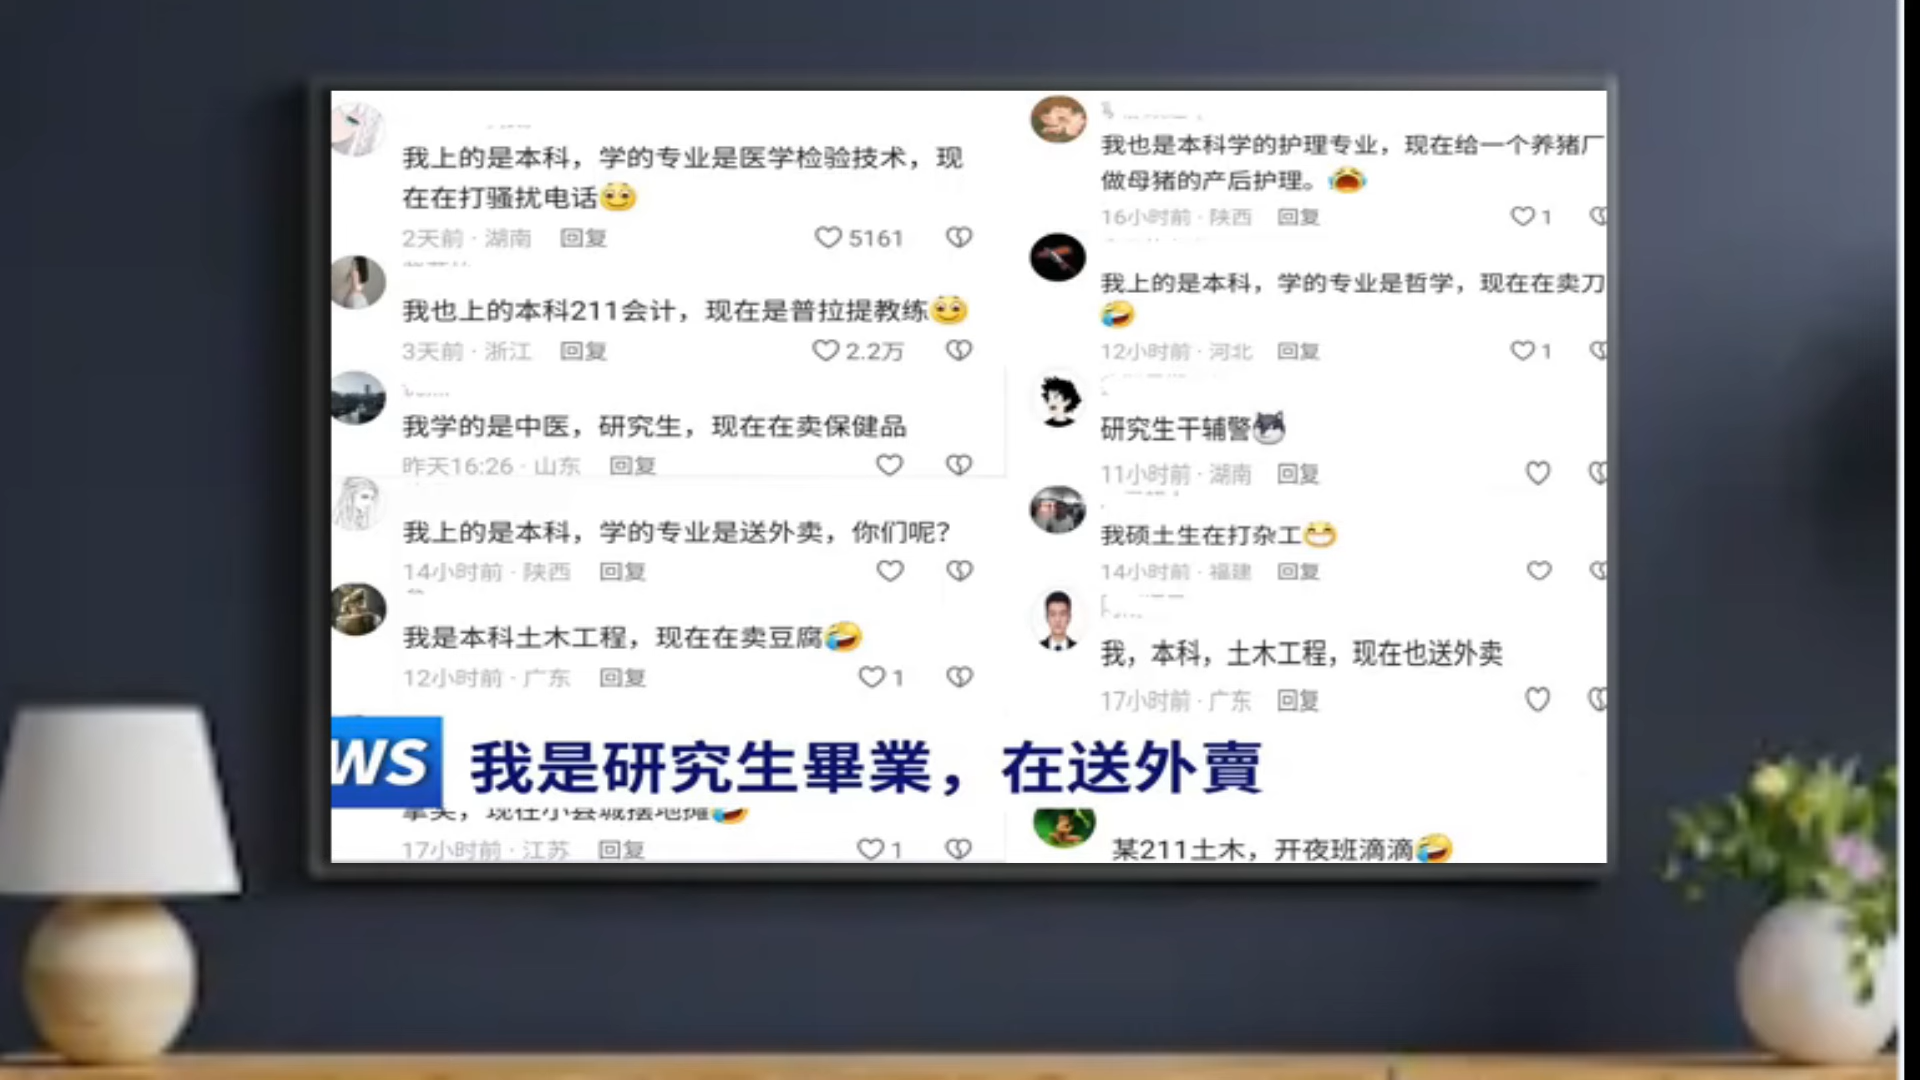 我上的是本科，学的专业是医学检验技术，现
在在打骚扰电话
2天前·湖南 回复 5161
我也上的本科211会计，现在是普拉提教练
3天前·浙江 回复 2.2万
我学的是中医，研究生，现在在卖保健品
昨天16:26·山东 回复
我上的是本科，学的专业是送外卖，你们呢?
14小时前·陕西 回复
我是本科土木工程，现在在卖豆腐
12小时前·广东 回复 1
17小时前·江苏 回复 1
我也是本科学的护理专业，现在给一个养猪厂
做母猪的产后护理。
16小时前·陕西 回复 1
我上的是本科，学的专业是哲学，现在在卖刀
12小时前·河北 回复 1
研究生干辅警
11小时前·湖南 回复
我硕士生在打杂工
14小时前·福建 回复
我，本科，土木工程，现在也送外卖
17小时前·广东 回复
某211土木，开夜班滴滴
WS 我是研究生畢業，在送外賣